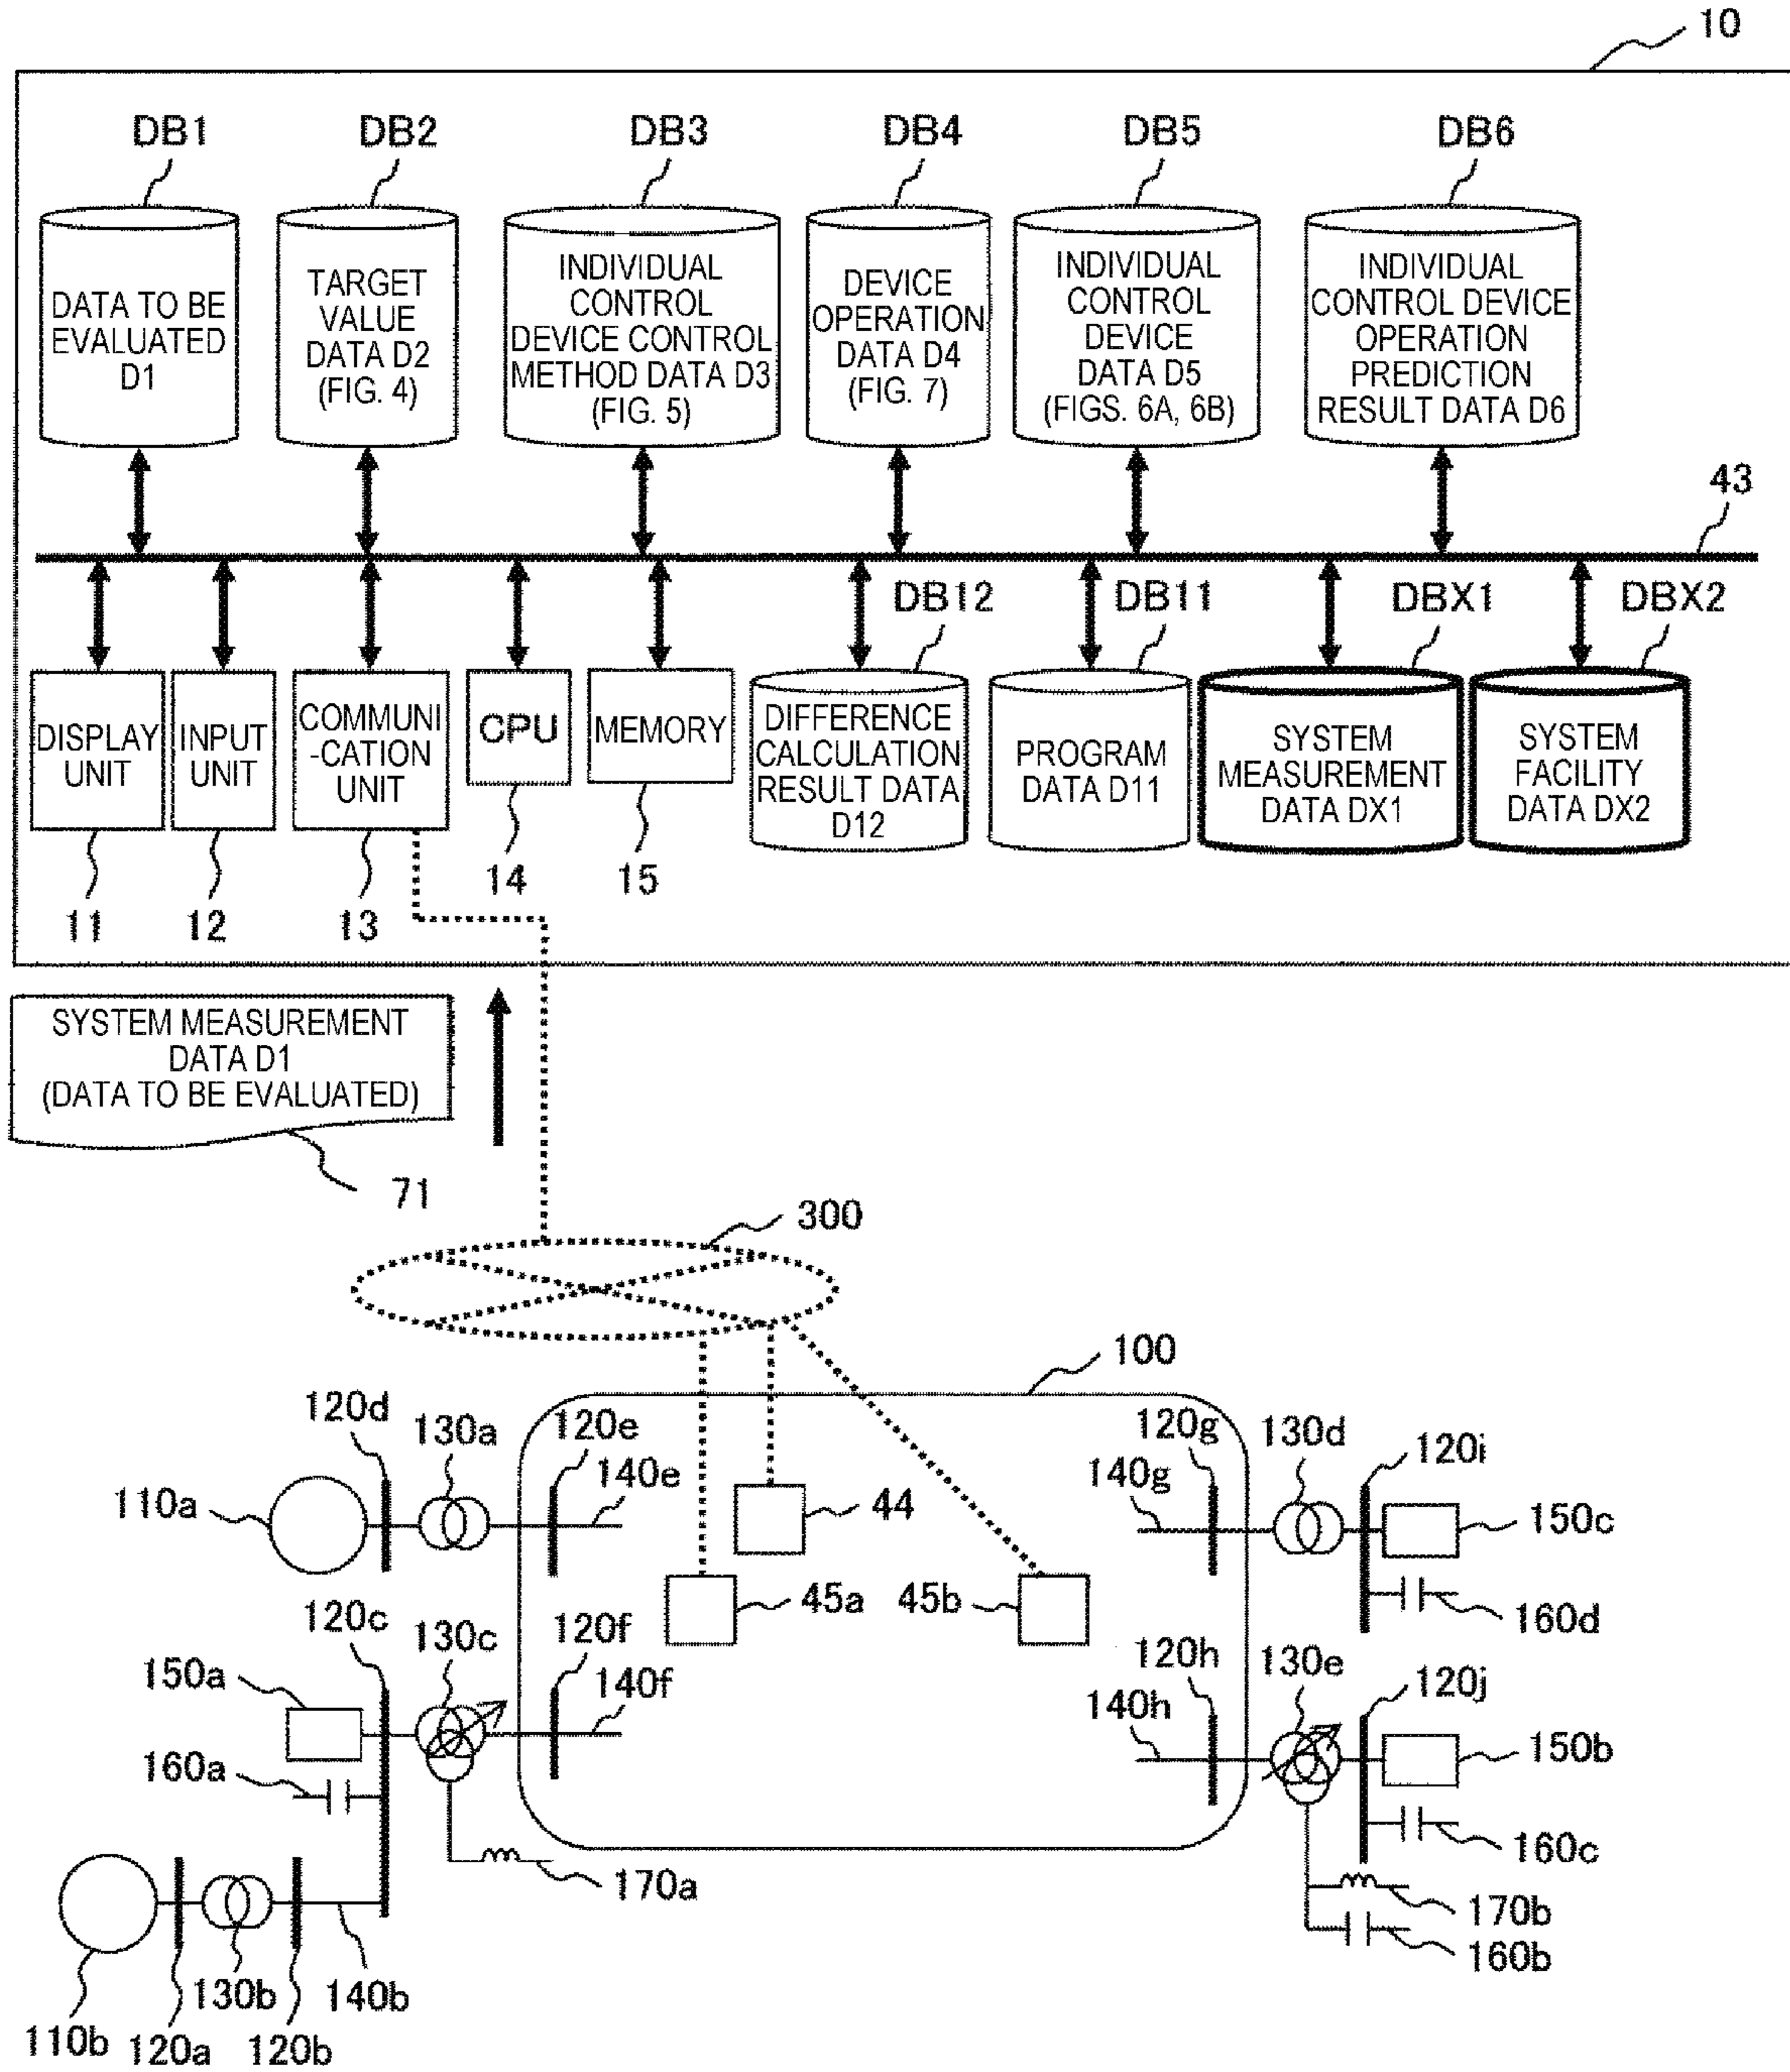 10
DB1
DB2
DB3
DB4
DB5
DB6
DATA TO BE
EVALUATED
D1
TARGET
VALUE
DATA D2
(FIG. 4)
INDIVIDUAL
CONTROL
DEVICE CONTROL
METHOD DATA D3
(FIG. 5)
DEVICE
OPERATION
DATA D4
(FIG. 7)
INDIVIDUAL
CONTROL
DEVICE
DATA D5
(FIGS. 6A, 6B)
INDIVIDUAL
CONTROL DEVICE
OPERATION
PREDICTION
RESULT DATA D6
43
DB12
DB11
DBX1
DBX2
DISPLAY
UNIT
INPUT
UNIT
COMMUNI
-CATION
UNIT
CPU
MEMORY
DIFFERENCE
CALCULATION
RESULT DATA
D12
PROGRAM
DATA D11
SYSTEM
MEASUREMENT
DATA DX1
SYSTEM
FACILITY
DATA DX2
11
12
13
14
15
SYSTEM MEASUREMENT
DATA D1
(DATA TO BE EVALUATED)
71
300
100
120d
130a
120e
140e
110a
44
45a
45b
120g
140g
130d
120i
150c
160d
120c
130c
120f
140f
150a
160a
170a
120h
140h
130e
120j
150b
160c
170b
160b
110b
120a
130b
120b
140b